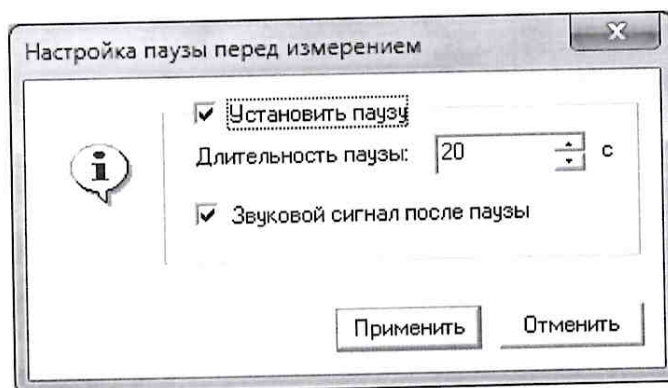 Настройка паузы перед измерением
Установить паузу
Длительность паузы: 20 с
Звуковой сигнал после паузы
Применить Отменить